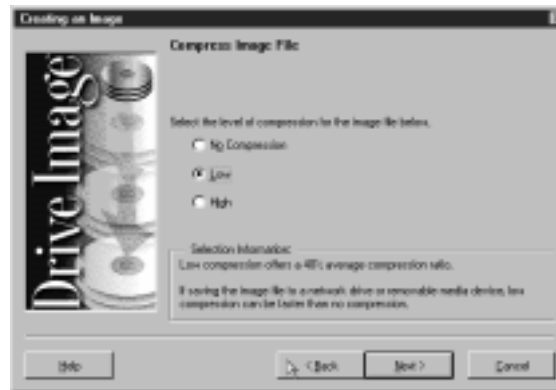 Creating an Image
Drive Image
Compress Image File
Select the level of compression for the image file below.
No Compression
Low
High
Selection Information:
Low compression offers a 40% average compression ratio.
If saving the image file to a network drive or removable media device, low
compression can be faster than no compression.
Help
< Back
Next >
Cancel